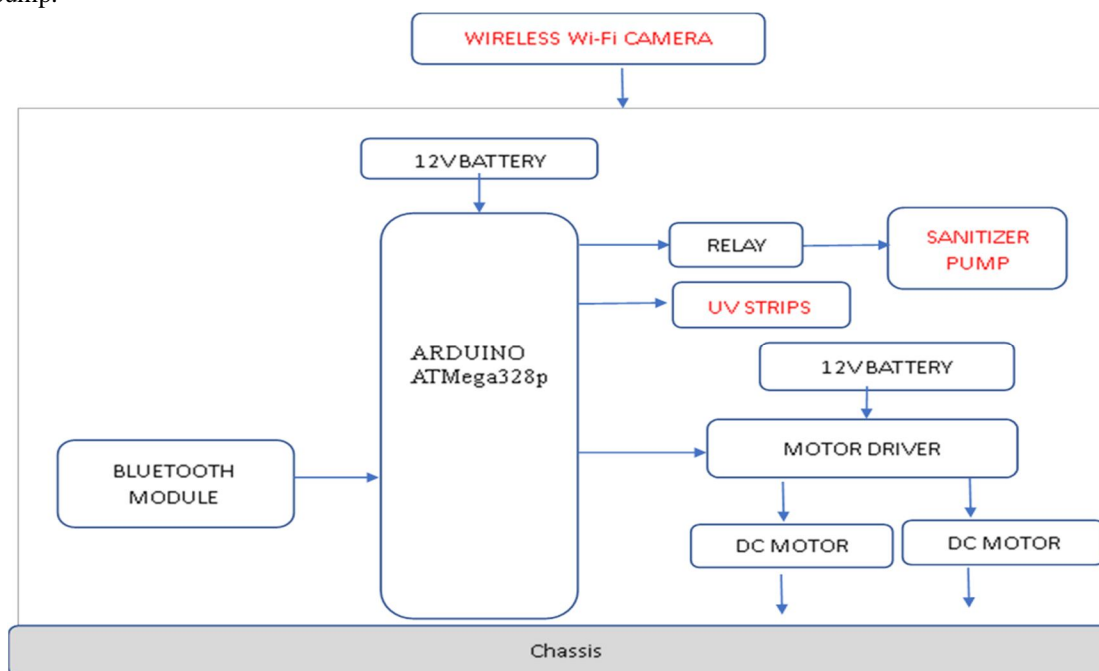 WIRELESS Wi-Fi CAMERA
12V BATTERY
RELAY
SANITIZER
PUMP
UV STRIPS
ARDUINO
ATMega328p
12V BATTERY
MOTOR DRIVER
BLUETOOTH
MODULE
DC MOTOR
DC MOTOR
Chassis